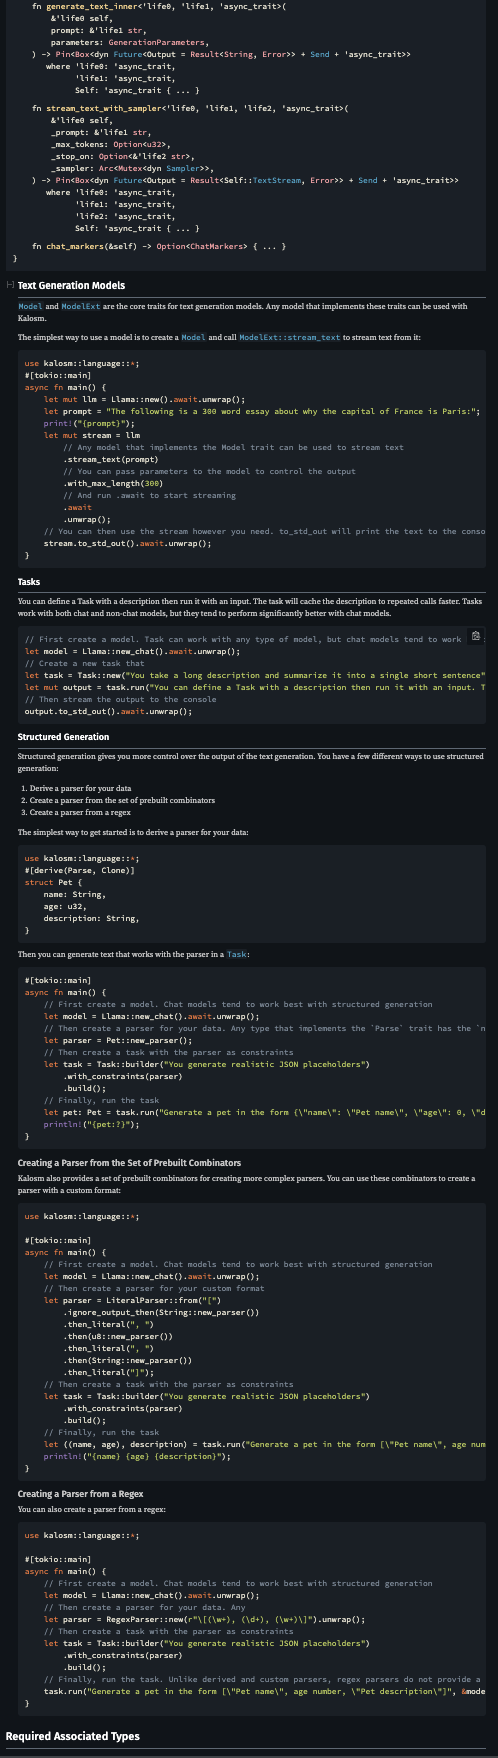 fn generate_text_inner<'life0, 'life1, 'async_trait>(
&'life0 self,
prompt: &'life1 str,
parameters: GenerationParameters,
) -> Pin<Box<dyn Future<Output = Result<String, Error>> + Send + 'async_trait>>
where 'life0: 'async_trait,
'life1: 'async_trait,
Self: 'async_trait { ... }
fn stream_text_with_sampler<'life0, 'life1, 'life2, 'async_trait>(
&'life0 self,
_prompt: &'life1 str,
_max_tokens: Option<u32>,
_stop_on: Option<&'life2 str>,
_sampler: Arc<Mutex<dyn Sampler>>,
) -> Pin<Box<dyn Future<Output = Result<Self::TextStream, Error>> + Send + 'async_trait>>
where 'life0: 'async_trait,
'life1: 'async_trait,
'life2: 'async_trait,
Self: 'async_trait { ... }
fn chat_markers(&self) -> Option<ChatMarkers> { ... }
}
[-] Text Generation Models
Model and ModelExt are the core traits for text generation models. Any model that implements these traits can be used with
Kalosm.
The simplest way to use a model is to create a Model and call ModelExt::stream_text to stream text from it:
use kalosm::language::*;
#[tokio::main]
async fn main() {
let mut llm = Llama::new().await.unwrap();
let prompt = "The following is a 300 word essay about why the capital of France is Paris:";
print!("{prompt}");
let mut stream = llm
// Any model that implements the Model trait can be used to stream text
.stream_text(prompt)
// You can pass parameters to the model to control the output
.with_max_length(300)
// And run .await to start streaming
.await
.unwrap();
// You can then use the stream however you need. to_std_out will print the text to the conso
stream.to_std_out().await.unwrap();
}
Tasks
You can define a Task with a description then run it with an input. The task will cache the description to repeated calls faster. Tasks
work with both chat and non-chat models, but they tend to perform significantly better with chat models.
// First create a model. Task can work with any type of model, but chat models tend to work
let model = Llama::new_chat().await.unwrap();
// Create a new task that
let task = Task::new("You take a long description and summarize it into a single short sentence"
let mut output = task.run("You can define a Task with a description then run it with an input. T
// Then stream the output to the console
output.to_std_out().await.unwrap();
Structured Generation
Structured generation gives you more control over the output of the text generation. You have a few different ways to use structured
generation:
1. Derive a parser for your data
2. Create a parser from the set of prebuilt combinators
3. Create a parser from a regex
The simplest way to get started is to derive a parser for your data:
use kalosm::language::*;
#[derive(Parse, Clone)]
struct Pet {
name: String,
age: u32,
description: String,
}
Then you can generate text that works with the parser in a Task:
#[tokio::main]
async fn main() {
// First create a model. Chat models tend to work best with structured generation
let model = Llama::new_chat().await.unwrap();
// Then create a parser for your data. Any type that implements the `Parse` trait has the `n
let parser = Pet::new_parser();
// Then create a task with the parser as constraints
let task = Task::builder("You generate realistic JSON placeholders")
.with_constraints(parser)
.build();
// Finally, run the task
let pet: Pet = task.run("Generate a pet in the form {\"name\": \"Pet name\", \"age\": 0, \"d
println!("{pet:?}");
}
Creating a Parser from the Set of Prebuilt Combinators
Kalosm also provides a set of prebuilt combinators for creating more complex parsers. You can use these combinators to create a
parser with a custom format:
use kalosm::language::*;
#[tokio::main]
async fn main() {
// First create a model. Chat models tend to work best with structured generation
let model = Llama::new_chat().await.unwrap();
// Then create a parser for your custom format
let parser = LiteralParser::from("[")
.ignore_output_then(String::new_parser())
.then_literal(", ")
.then(u8::new_parser())
.then_literal(", ")
.then(String::new_parser())
.then_literal("]");
// Then create a task with the parser as constraints
let task = Task::builder("You generate realistic JSON placeholders")
.with_constraints(parser)
.build();
// Finally, run the task
let ((name, age), description) = task.run("Generate a pet in the form [\"Pet name\", age num
println!("{name} {age} {description}");
}
Creating a Parser from a Regex
You can also create a parser from a regex:
use kalosm::language::*;
#[tokio::main]
async fn main() {
// First create a model. Chat models tend to work best with structured generation
let model = Llama::new_chat().await.unwrap();
// Then create a parser for your data. Any
let parser = RegexParser::new(r"\[(\w+), (\d+), (\w+)\]").unwrap();
// Then create a task with the parser as constraints
let task = Task::builder("You generate realistic JSON placeholders")
.with_constraints(parser)
.build();
// Finally, run the task. Unlike derived and custom parsers, regex parsers do not provide a
task.run("Generate a pet in the form [\"Pet name\", age number, \"Pet description\"]", &mode
}
Required Associated Types